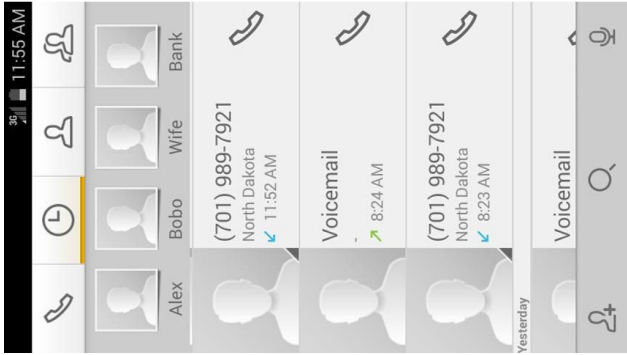 3G 11:55 AM
Alex Bobo Wife Bank
(701) 989-7921
North Dakota
11:52 AM
Voicemail
-
8:24 AM
(701) 989-7921
North Dakota
8:23 AM
Yesterday
Voicemail